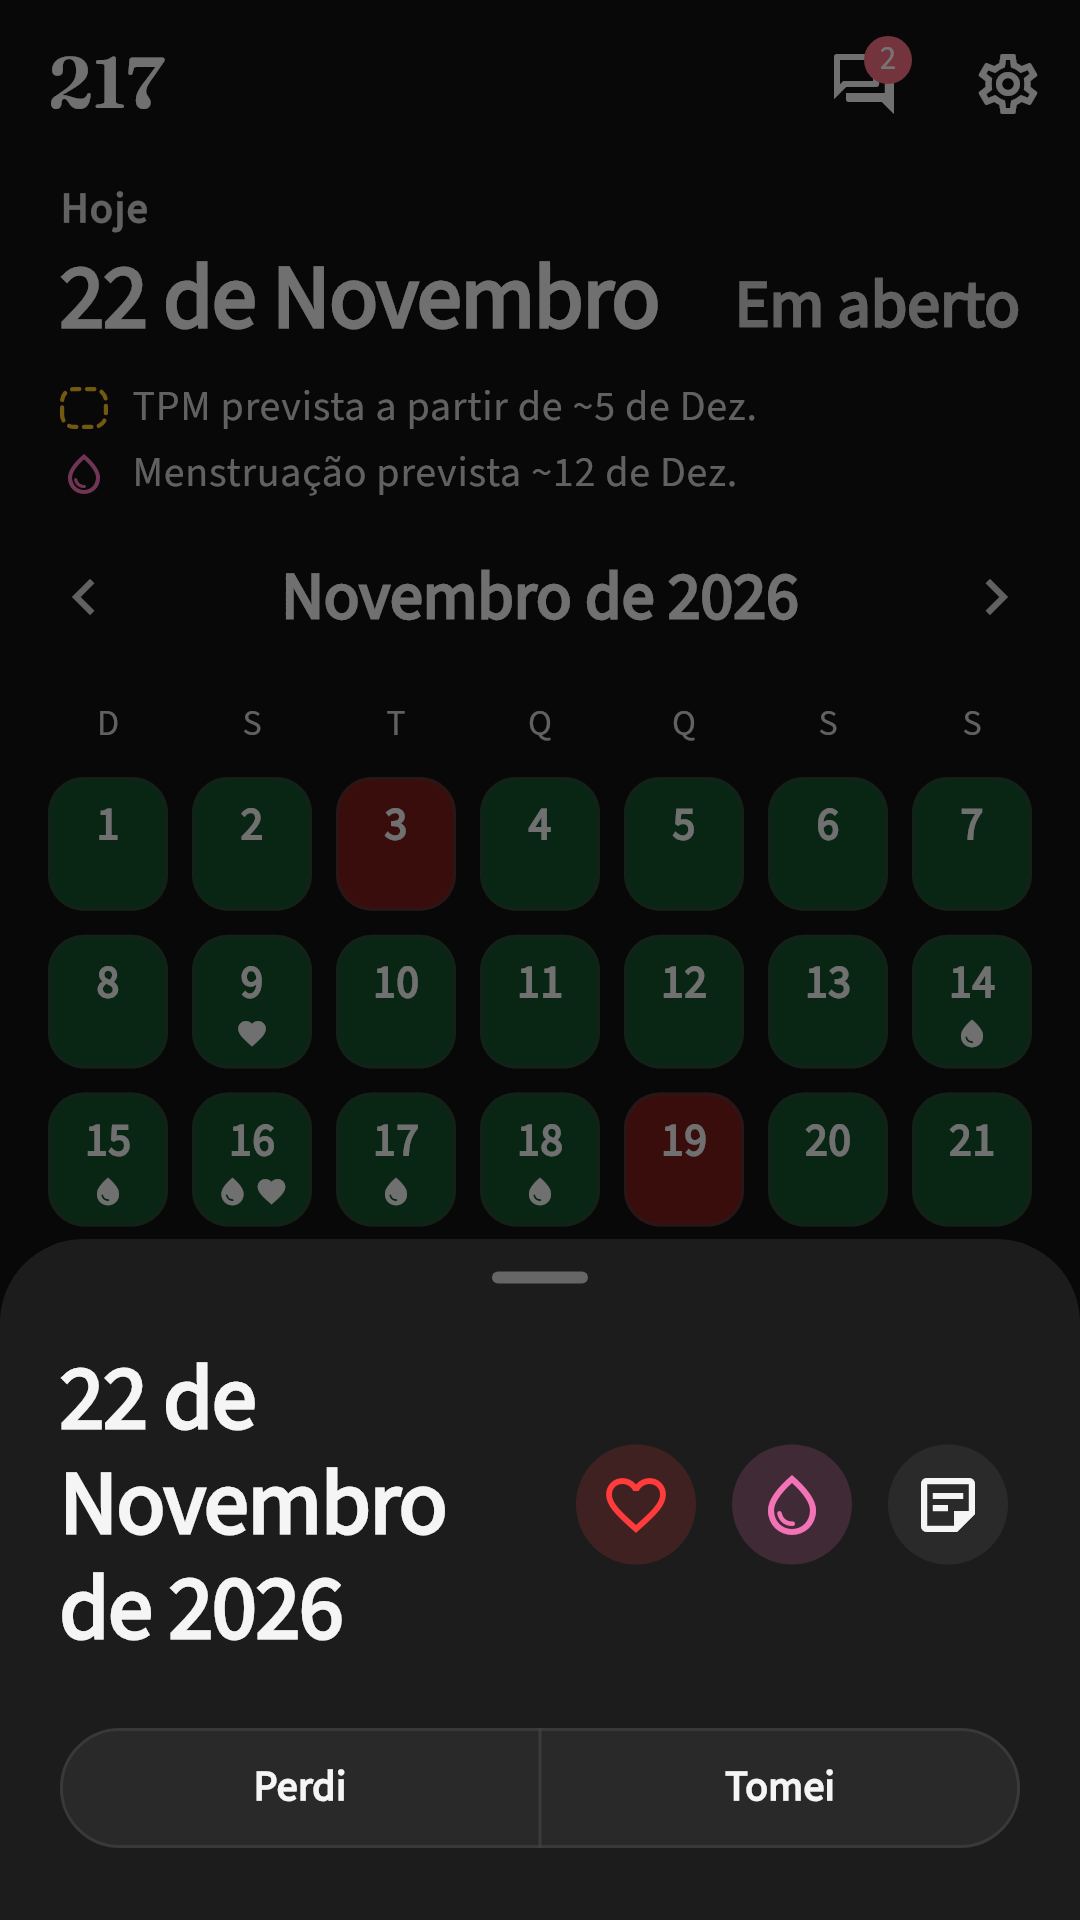 217
2
Hoje
22 de Novembro
Em aberto
TPM prevista a partir de ~5 de Dez.
Menstruação prevista ~12 de Dez.
Novembro de 2026
D S T Q Q S S
1 2 3 4 5 6 7
8 9 10 11 12 13 14
15 16 17 18 19 20 21
22 de
Novembro
de 2026
Perdi Tomei